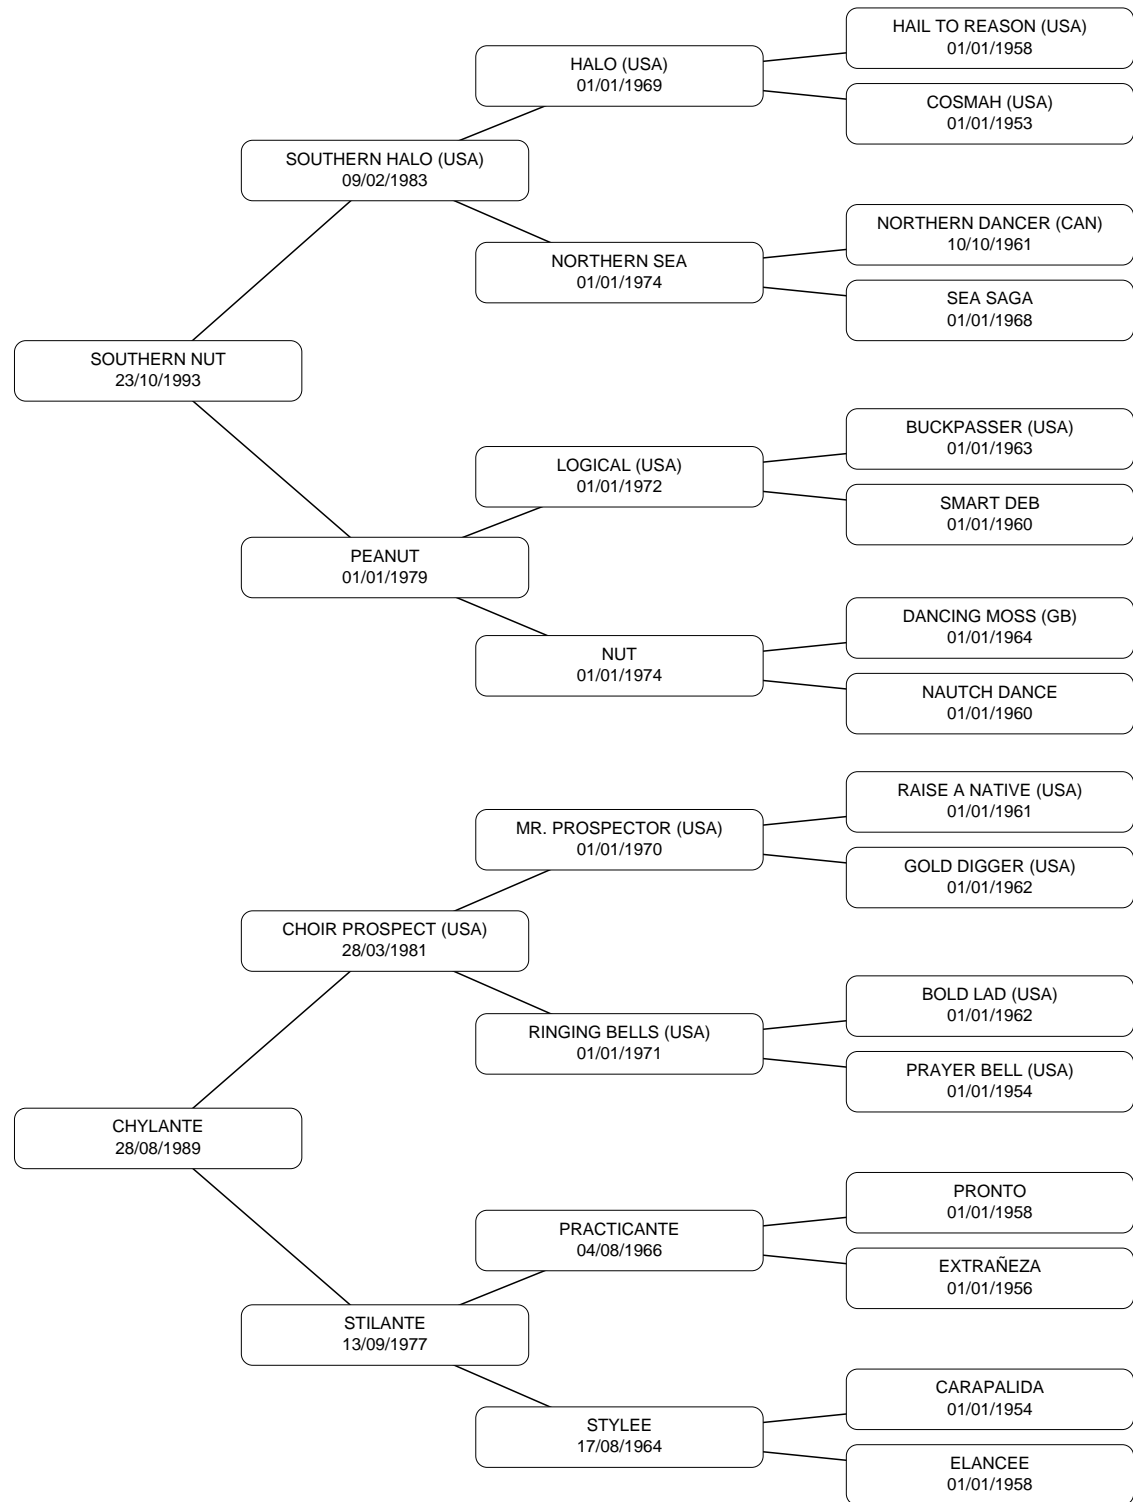 HAIL TO REASON (USA)
01/01/1958
HALO (USA)
01/01/1969
COSMAH (USA)
01/01/1953
SOUTHERN HALO (USA)
09/02/1983
NORTHERN DANCER (CAN)
10/10/1961
NORTHERN SEA
01/01/1974
SEA SAGA
01/01/1968
SOUTHERN NUT
23/10/1993
BUCKPASSER (USA)
01/01/1963
LOGICAL (USA)
01/01/1972
SMART DEB
01/01/1960
PEANUT
01/01/1979
DANCING MOSS (GB)
01/01/1964
NUT
01/01/1974
NAUTCH DANCE
01/01/1960
RAISE A NATIVE (USA)
01/01/1961
MR. PROSPECTOR (USA)
01/01/1970
GOLD DIGGER (USA)
01/01/1962
CHOIR PROSPECT (USA)
28/03/1981
BOLD LAD (USA)
01/01/1962
RINGING BELLS (USA)
01/01/1971
PRAYER BELL (USA)
01/01/1954
CHYLANTE
28/08/1989
PRONTO
01/01/1958
PRACTICANTE
04/08/1966
EXTRAÑEZA
01/01/1956
STILANTE
13/09/1977
CARAPALIDA
01/01/1954
STYLEE
17/08/1964
ELANCEE
01/01/1958